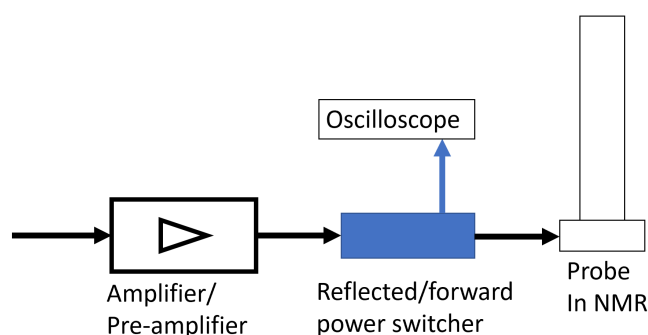 Oscilloscope
Amplifier/
Pre-amplifier
Reflected/forward
power switcher
Probe
In NMR